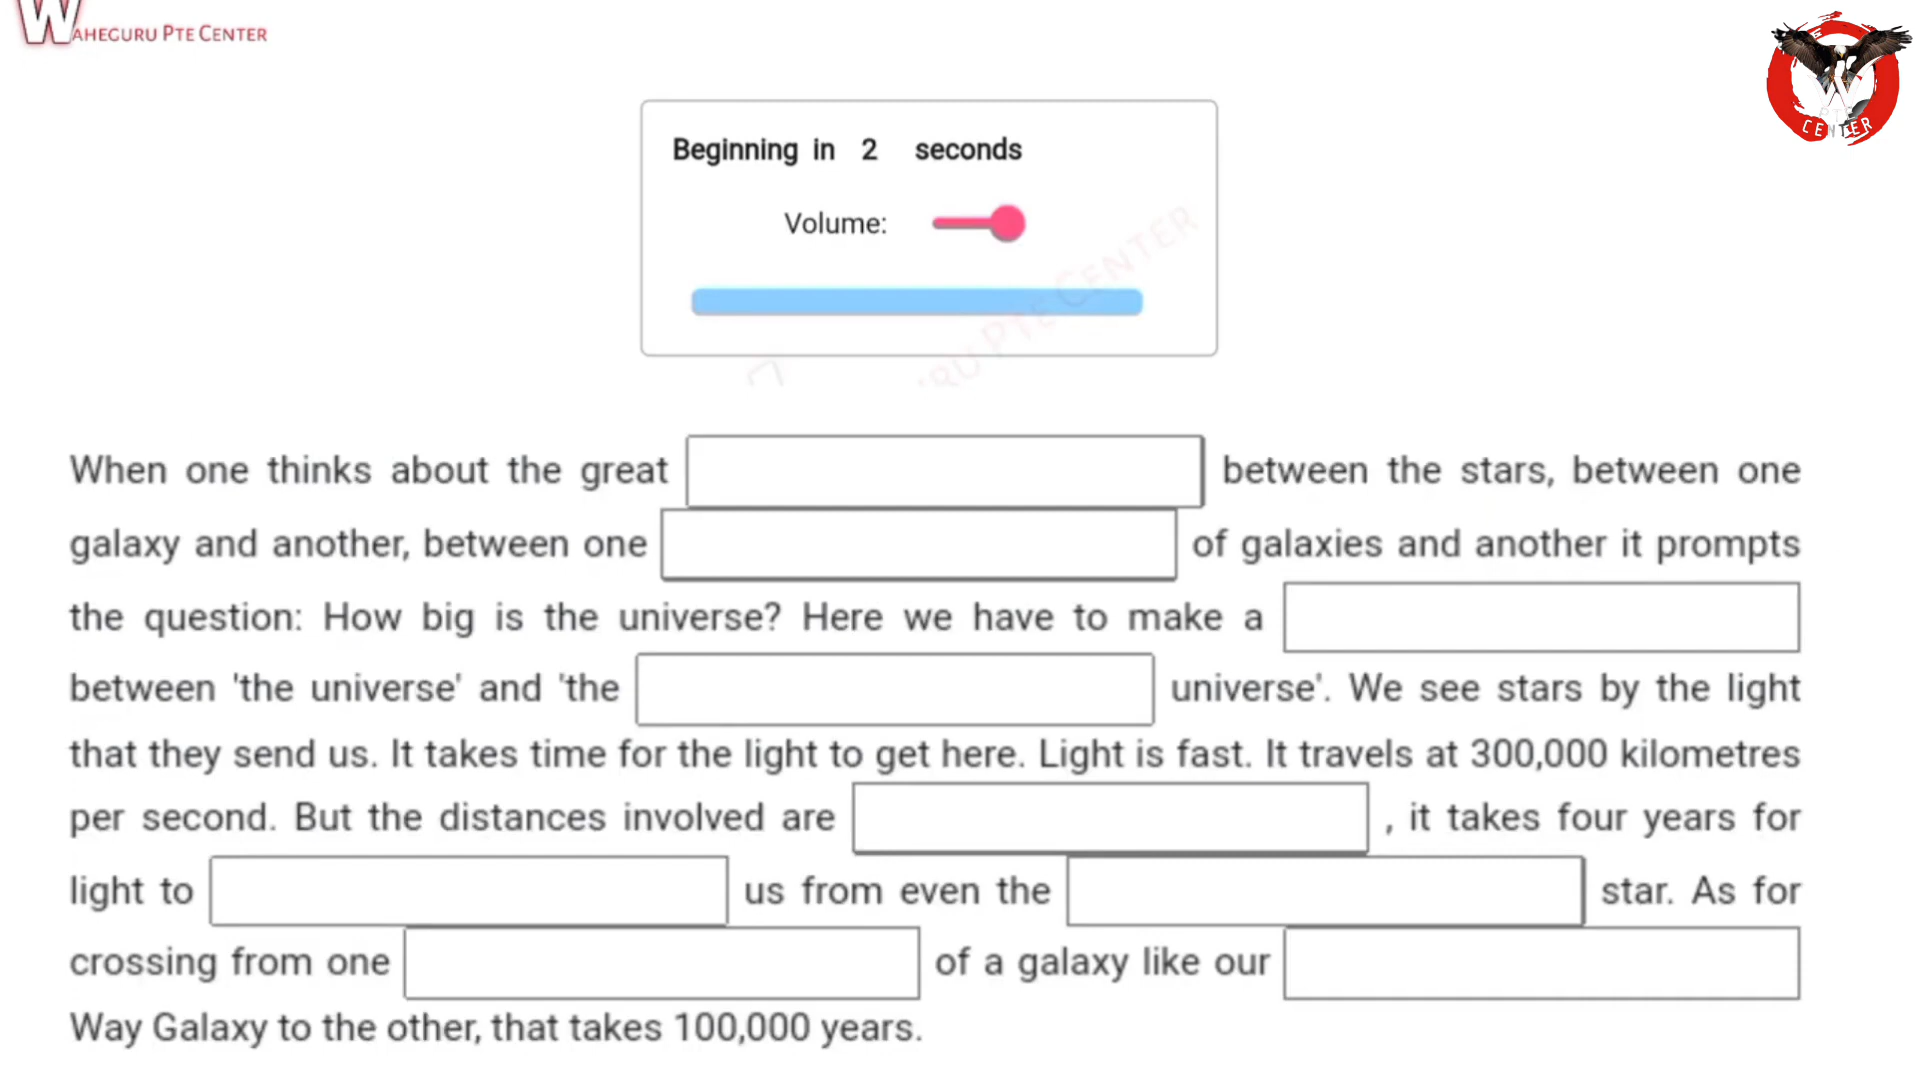 WAHEGURU PTE CENTER
W
PTE
CENTER
Beginning in 2 seconds
Volume:
RU PTE CENTER
When one thinks about the great between the stars, between one
galaxy and another, between one of galaxies and another it prompts
the question: How big is the universe? Here we have to make a
between 'the universe' and 'the universe'. We see stars by the light
that they send us. It takes time for the light to get here. Light is fast. It travels at 300,000 kilometres
per second. But the distances involved are , it takes four years for
light to us from even the star. As for
crossing from one of a galaxy like our
Way Galaxy to the other, that takes 100,000 years.